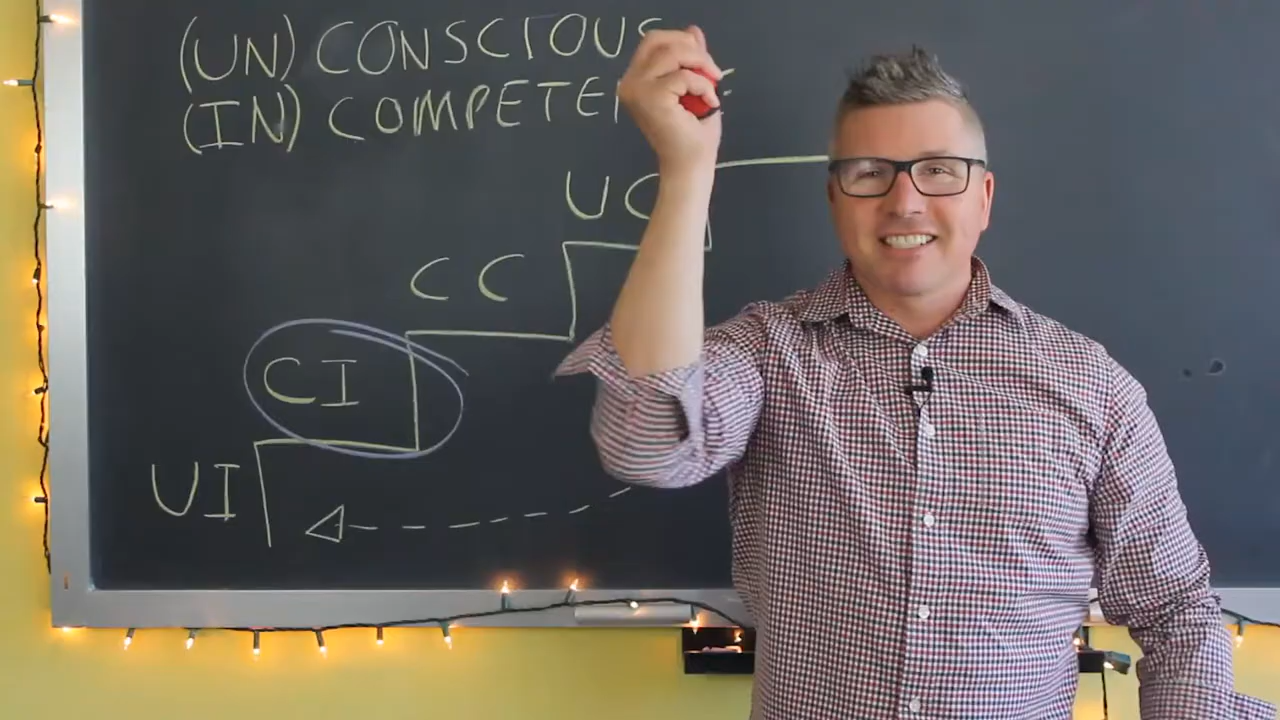 (UN) CONSCIOUS
(IN)
UC
CC
CI
UI